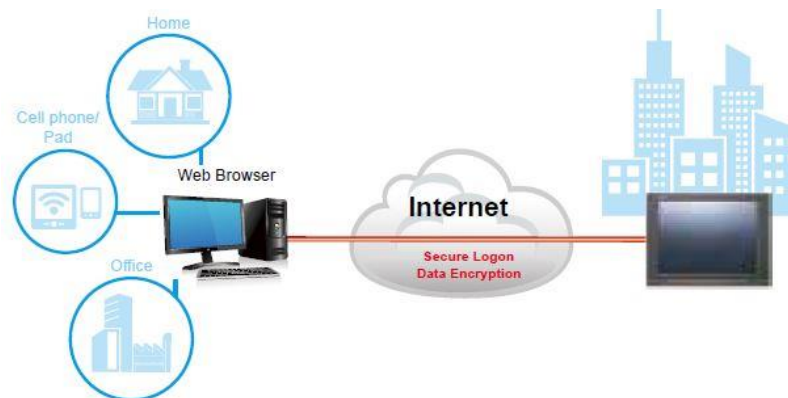 Home
Cell phone/
Pad
Web Browser
Internet
Secure Logon
Data Encryption
Office